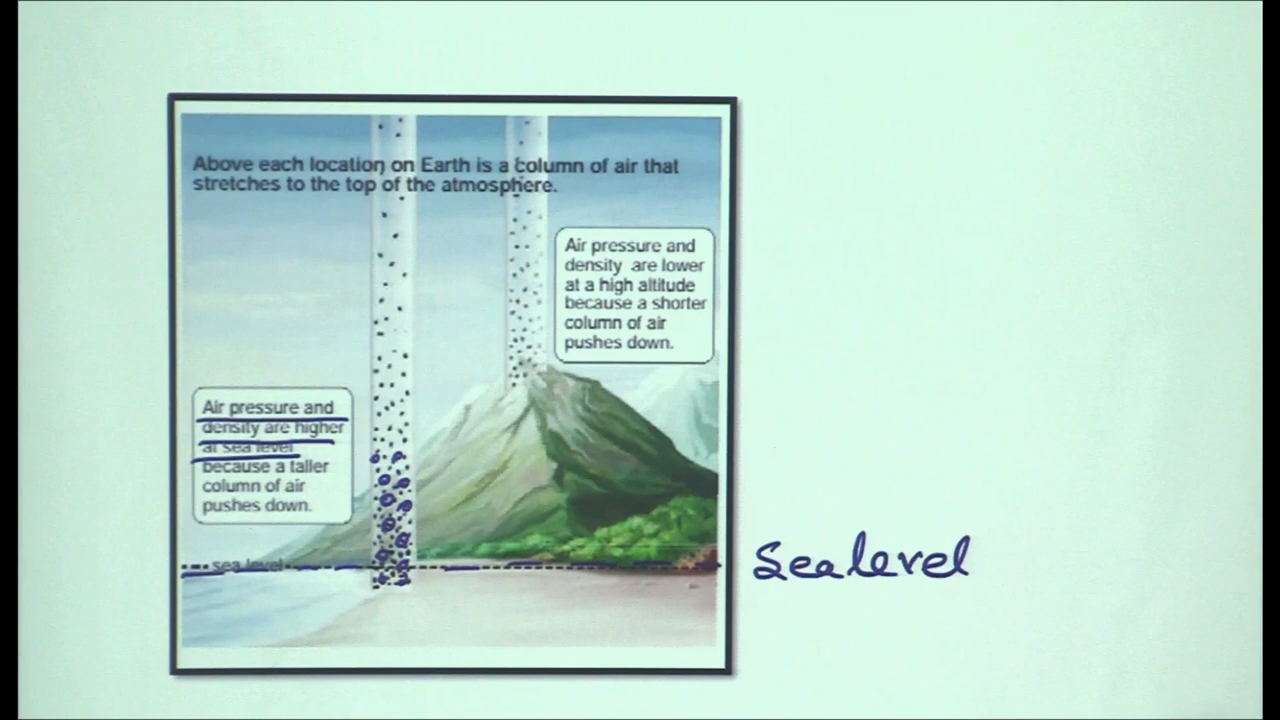 Above each location on Earth is a column of air that
stretches to the top of the atmosphere.
Air pressure and
density are lower
at a high altitude
because a shorter
column of air
pushes down.
Air pressure and
density are higher
at sea level
because a taller
column of air
pushes down.
sea level
Sea level